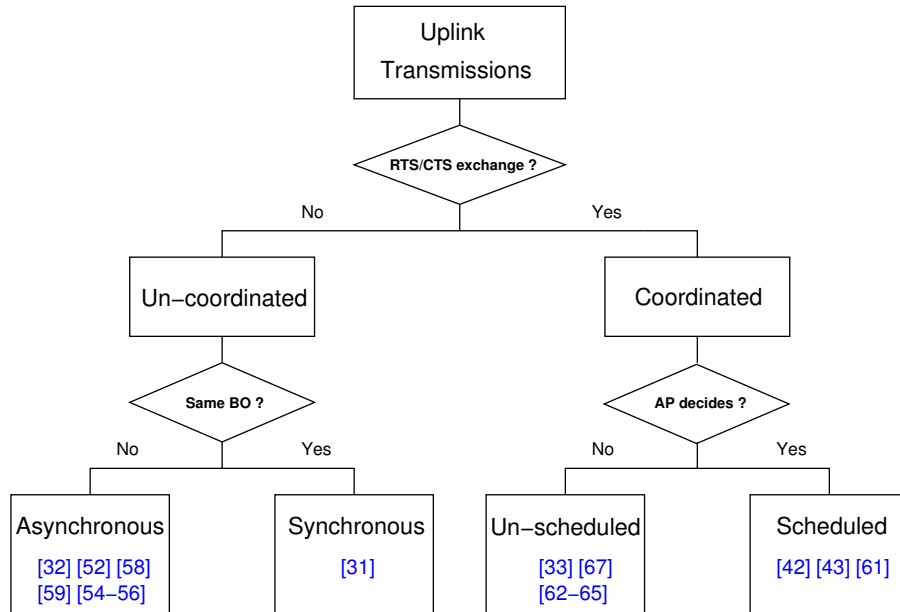 Uplink
Transmissions
RTS/CTS exchange ?
No
Yes
Un−coordinated
Coordinated
Same BO ?
AP decides ?
No
Yes
No
Yes
Asynchronous
[32] [52] [58]
[59] [54−56]
Synchronous
[31]
Un−scheduled
[33] [67]
[62−65]
Scheduled
[42] [43] [61]